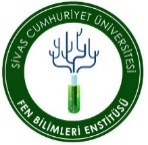 SİVAS CUMHURİYET ÜNİVERSİTESİ
FEN BİLİMLERİ ENSTİTÜSÜ